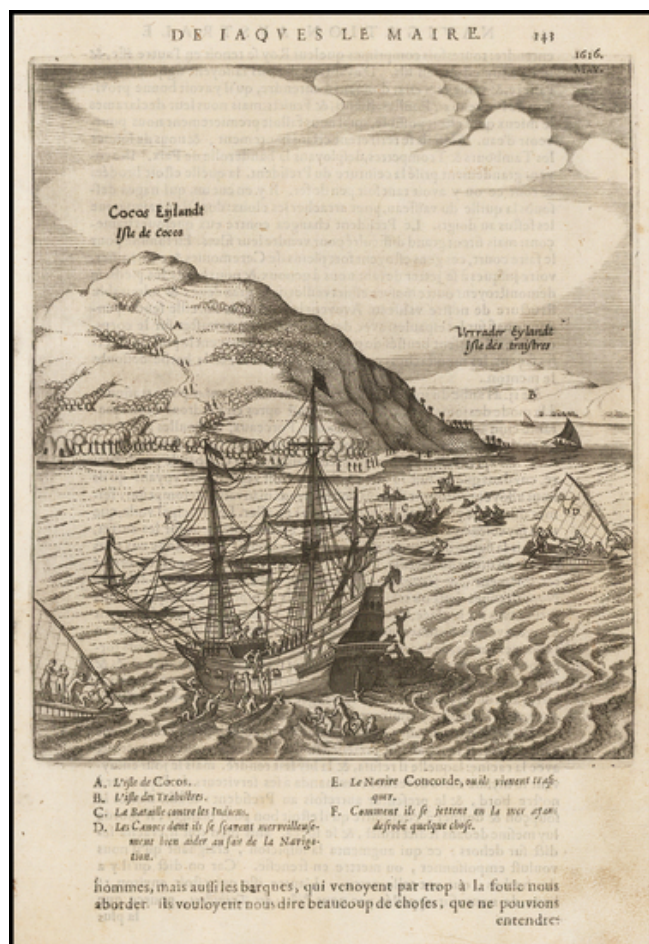 DE IAQVES LE MAIRE. 143
1616.
May.
Cocos Eylandt
Isle de Cocos
Verrader Eylandt
Isle des traistres
A
B
C
D
E
A. L'isle de Cocos.
B. L'isle des Trahistres.
C. La Bataille contre les Indiens.
D. Les Canoes dont ils se sçavent merveilleuse-
ment bien aider au fait de la Naviga-
tion.
E. Le Navire Concorde, ou ils vienent trafi-
quer.
F. Comment ils se jettent en la mer ayans
desrobé quelque chose.
hommes, mais aussi les barques, qui venoyent par trop à la foule nous
aborder. ils vouloyent nous dire beaucoup de choses, que ne pouvions
entendre: